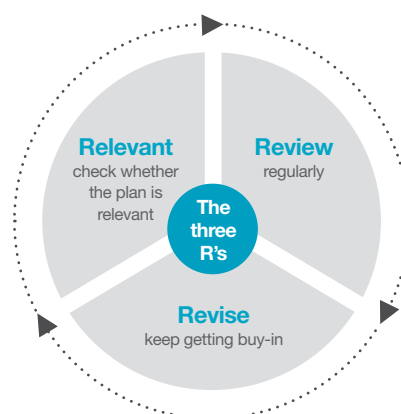 Relevant
check whether
the plan is
relevant
Review
regularly
The
three
R's
Revise
keep getting buy-in